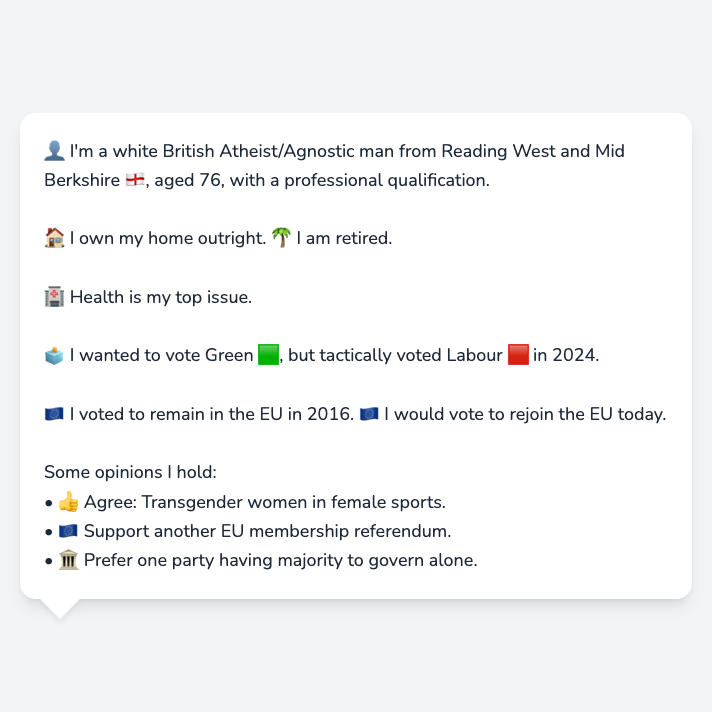 👤 I'm a white British Atheist/Agnostic man from Reading West and Mid
Berkshire 🏴󠁧󠁢󠁥󠁮󠁧󠁿, aged 76, with a professional qualification.
🏠 I own my home outright. 🌴 I am retired.
🏥 Health is my top issue.
🗳️ I wanted to vote Green 🟩, but tactically voted Labour 🟥 in 2024.
🇪🇺 I voted to remain in the EU in 2016. 🇪🇺 I would vote to rejoin the EU today.
Some opinions I hold:
• 👍 Agree: Transgender women in female sports.
• 🇪🇺 Support another EU membership referendum.
• 🏛️ Prefer one party having majority to govern alone.